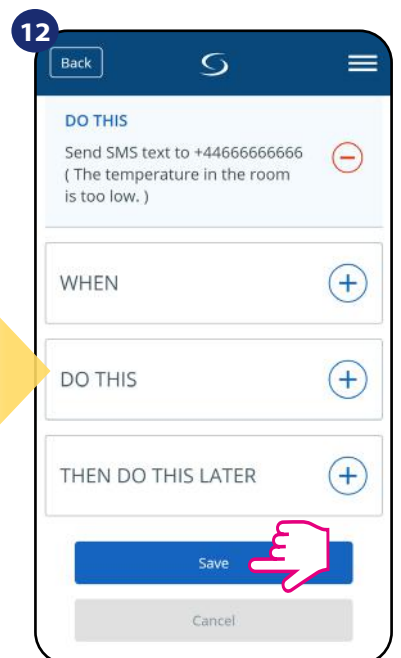 12
Back
DO THIS
Send SMS text to +44666666666
( The temperature in the room
is too low. )
WHEN
DO THIS
THEN DO THIS LATER
Save
Cancel